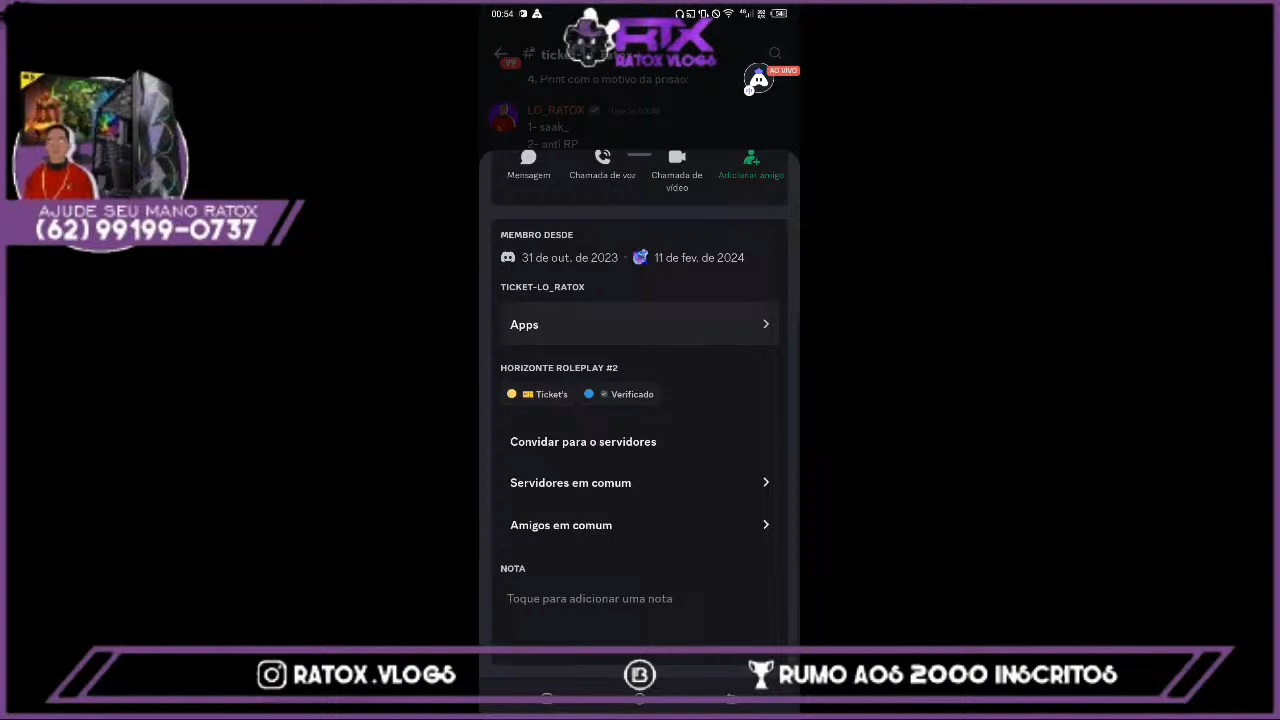 00:54
54
RTX
RATOX VLOGS
# ticket-lo_ratox
99
4. Print com o motivo da prisão:
AO VIVO
LO_RATOX
1- saak_
2- anti RP
Mensagem
Chamada de voz
Chamada de
vídeo
Adicionar amigo
AJUDE SEU MANO RATOX
(62) 99199-0737
MEMBRO DESDE
31 de out. de 2023 · 11 de fev. de 2024
TICKET-LO_RATOX
Apps
HORIZONTE ROLEPLAY #2
Ticket's
Verificado
Convidar para o servidores
Servidores em comum
Amigos em comum
NOTA
Toque para adicionar uma nota
RATOX.VLOGS
RUMO AOS 2000 INSCRITOS